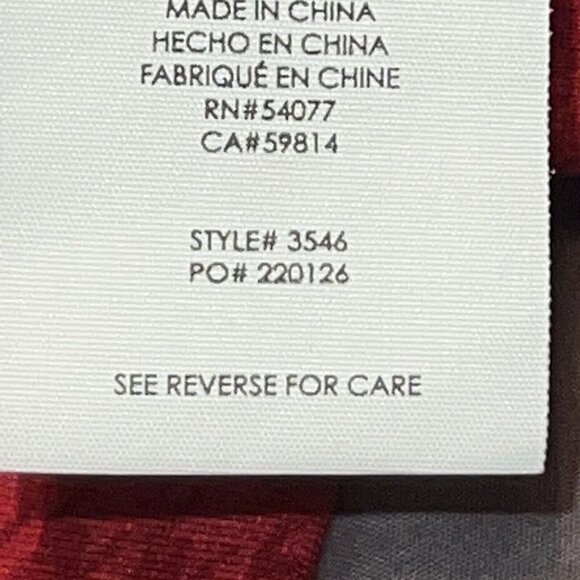 MADE IN CHINA
HECHO EN CHINA
FABRIQUÉ EN CHINE
RN#54077
CA#59814
STYLE# 3546
PO# 220126
SEE REVERSE FOR CARE